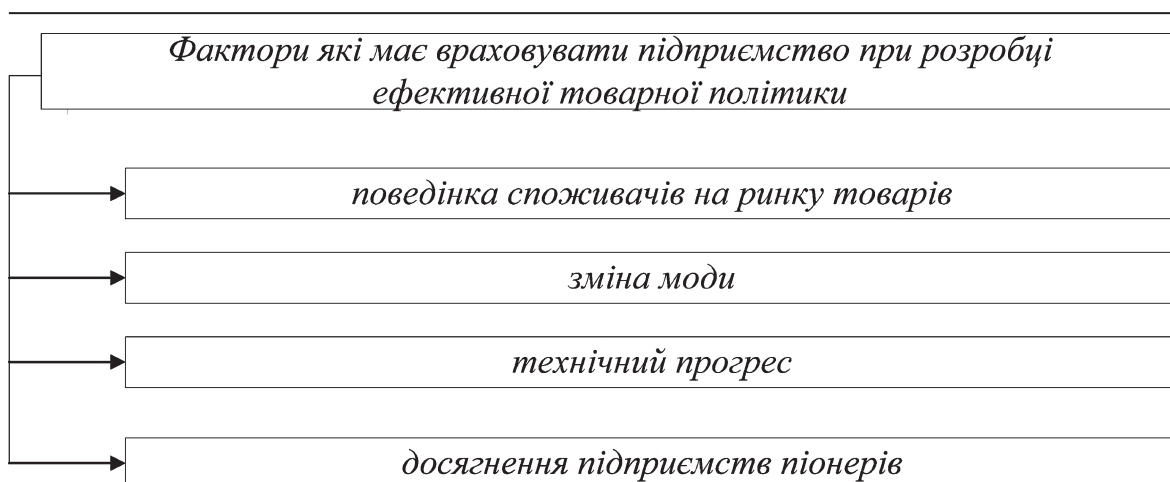 Фактори які має враховувати підприємство при розробці
ефективної товарної політики
поведінка споживачів на ринку товарів
зміна моди
технічний прогрес
досягнення підприємств піонерів